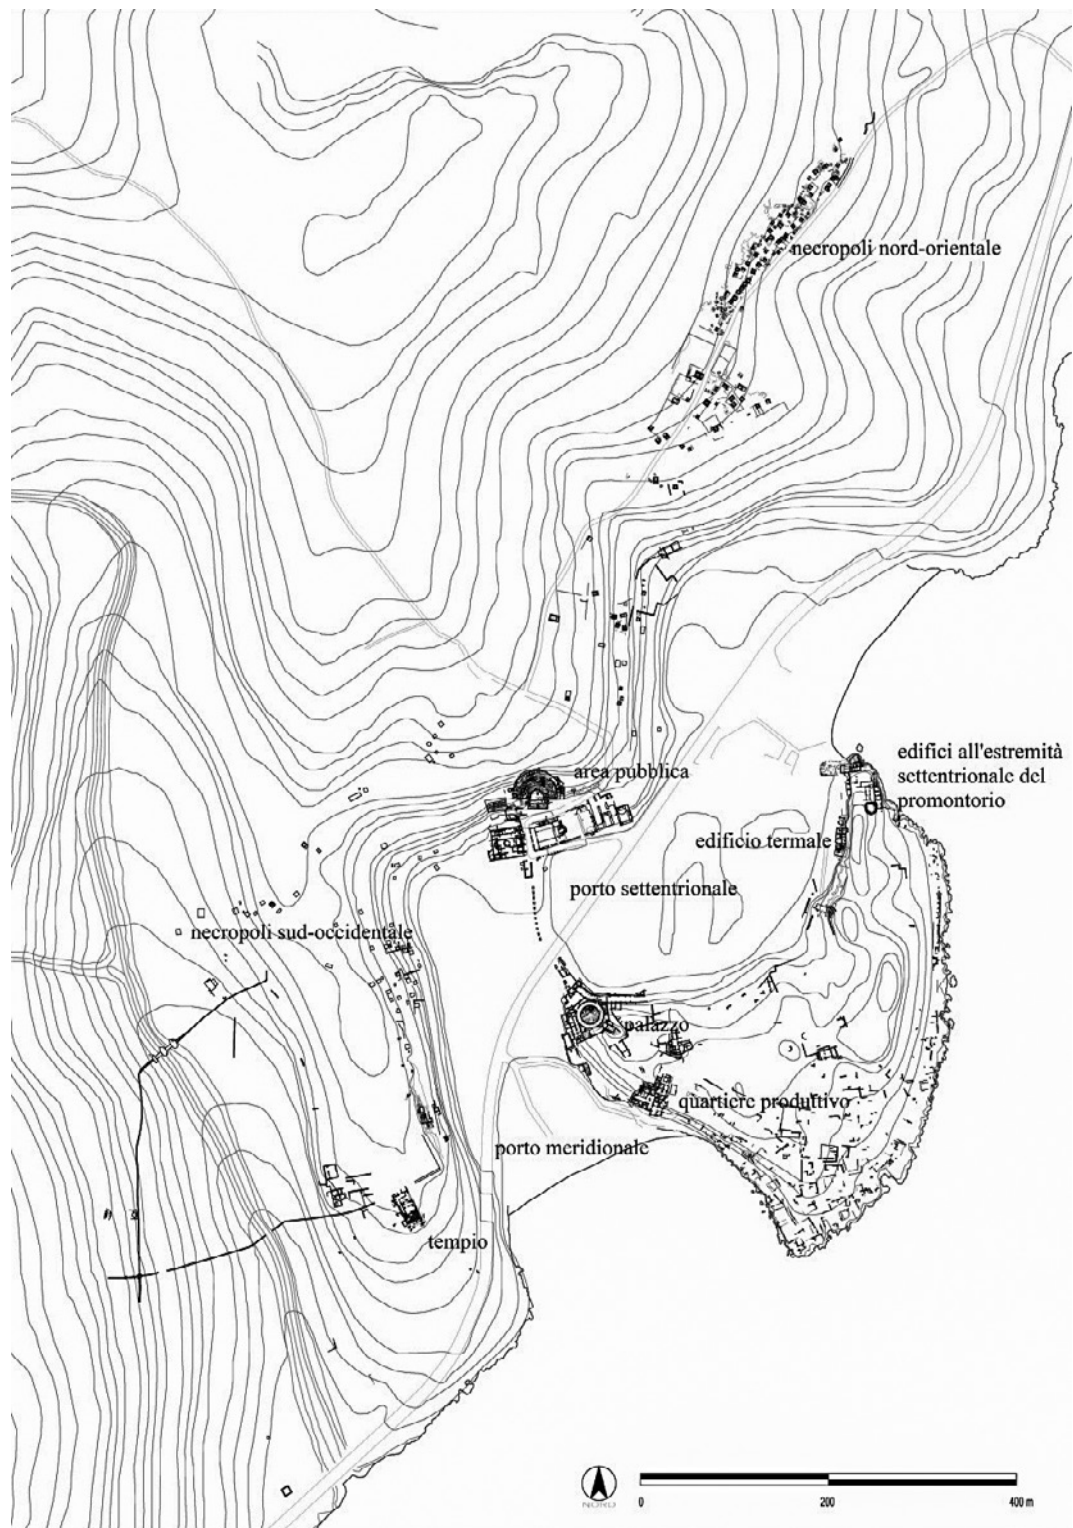 necropoli nord-orientale
edifici all'estremità
settentrionale del
promontorio
area pubblica
edificio termale
porto settentrionale
necropoli sud-occidentale
palazzo
quartiere produttivo
porto meridionale
tempio
NORD
0 200 400 m